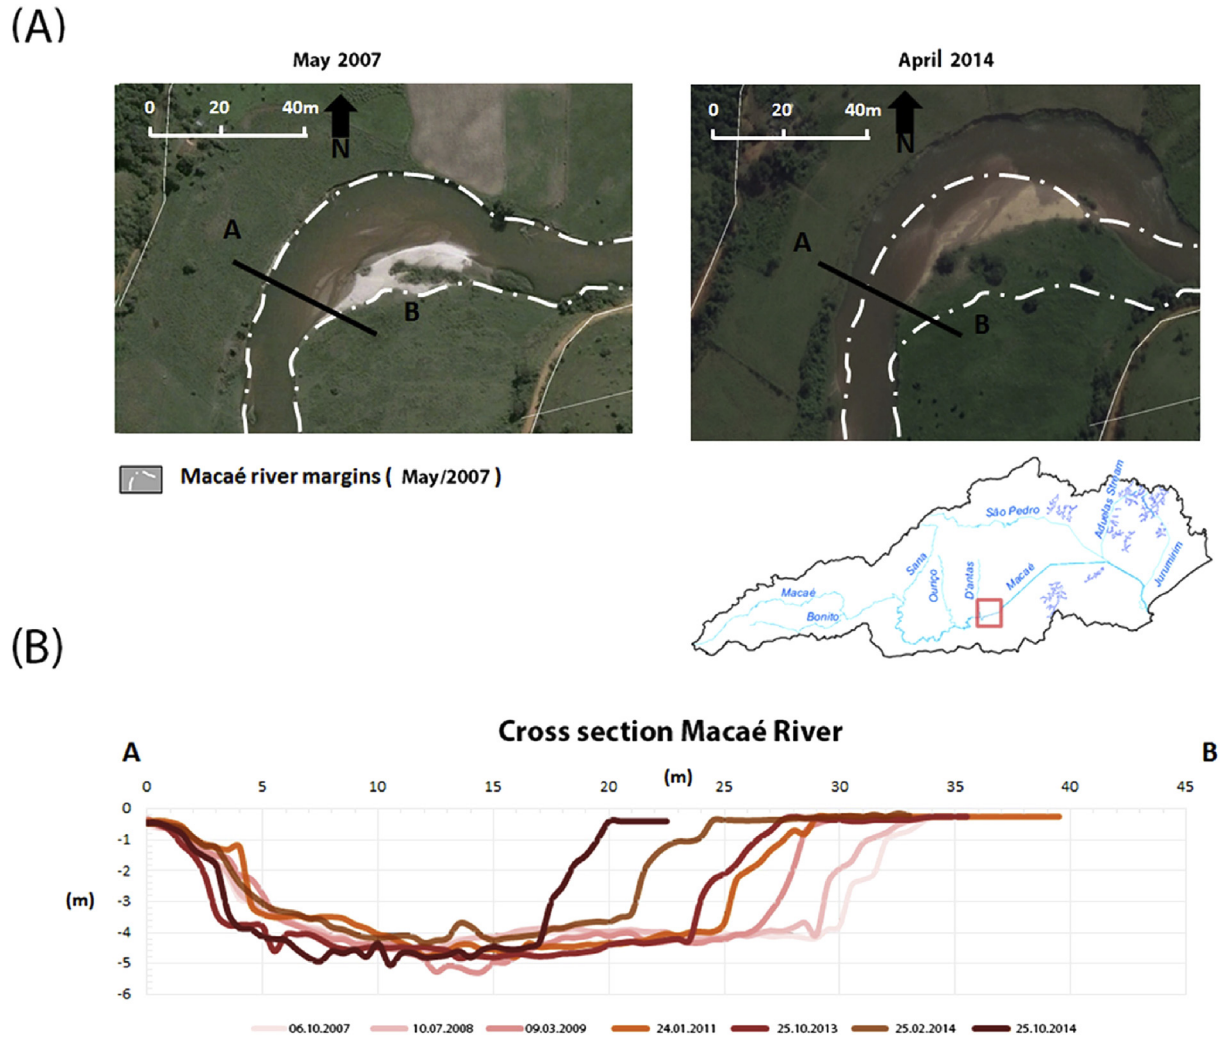 (A)
May 2007
April 2014
0 20 40m
N
A
B
0 20 40m
N
A
B
Macaé river margins ( May/2007 )
São Pedro
Aduelas Stream
Jurumirim
Sana
Ouriço
D'antas
Macaé
Macaé
Bonito
(B)
Cross section Macaé River
A
B
(m)
0 5 10 15 20 25 30 35 40 45
0
-1
-2
-3
-4
-5
-6
(m)
06.10.2007 10.07.2008 09.03.2009 24.01.2011 25.10.2013 25.02.2014 25.10.2014